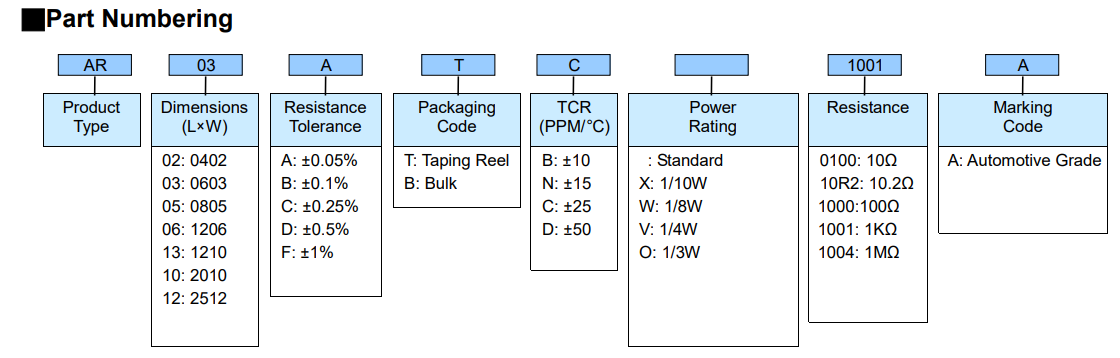 Part Numbering
AR 03 A T C 1001 A
Product
Type
Dimensions
(L×W)
02: 0402
03: 0603
05: 0805
06: 1206
13: 1210
10: 2010
12: 2512
Resistance
Tolerance
A: ±0.05%
B: ±0.1%
C: ±0.25%
D: ±0.5%
F: ±1%
Packaging
Code
T: Taping Reel
B: Bulk
TCR
(PPM/°C)
B: ±10
N: ±15
C: ±25
D: ±50
Power
Rating
: Standard
X: 1/10W
W: 1/8W
V: 1/4W
O: 1/3W
Resistance
0100: 10Ω
10R2: 10.2Ω
1000:100Ω
1001: 1KΩ
1004: 1MΩ
Marking
Code
A: Automotive Grade